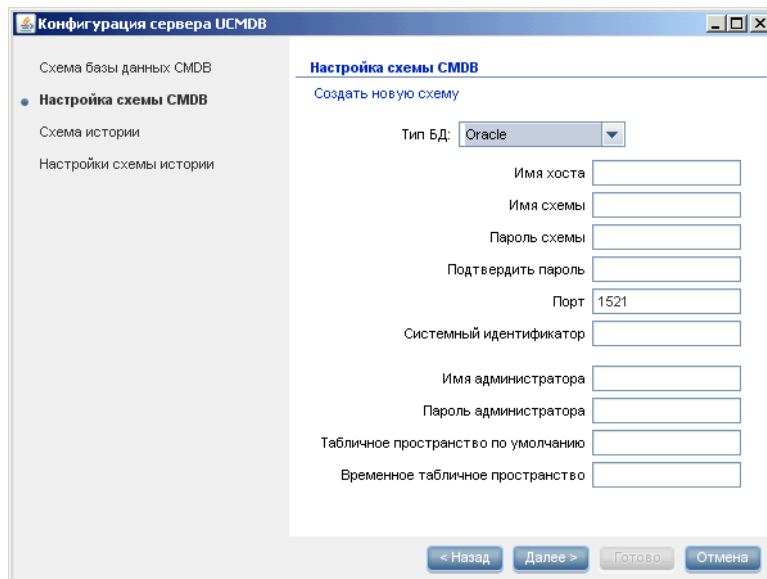 Конфигурация сервера UCMDB
Схема базы данных CMDB
Настройка схемы CMDB
Схема истории
Настройки схемы истории
Настройка схемы CMDB
Создать новую схему
Тип БД: Oracle
Имя хоста
Имя схемы
Пароль схемы
Подтвердить пароль
Порт 1521
Системный идентификатор
Имя администратора
Пароль администратора
Табличное пространство по умолчанию
Временное табличное пространство
< Назад Далее > Готово Отмена